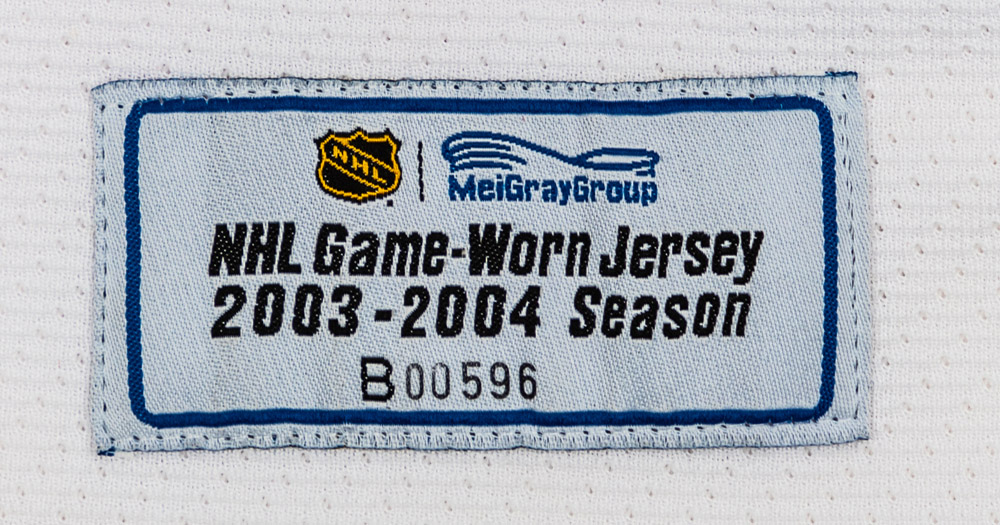 NHL MeiGrayGroup
NHL Game-Worn Jersey
2003-2004 Season
B00596